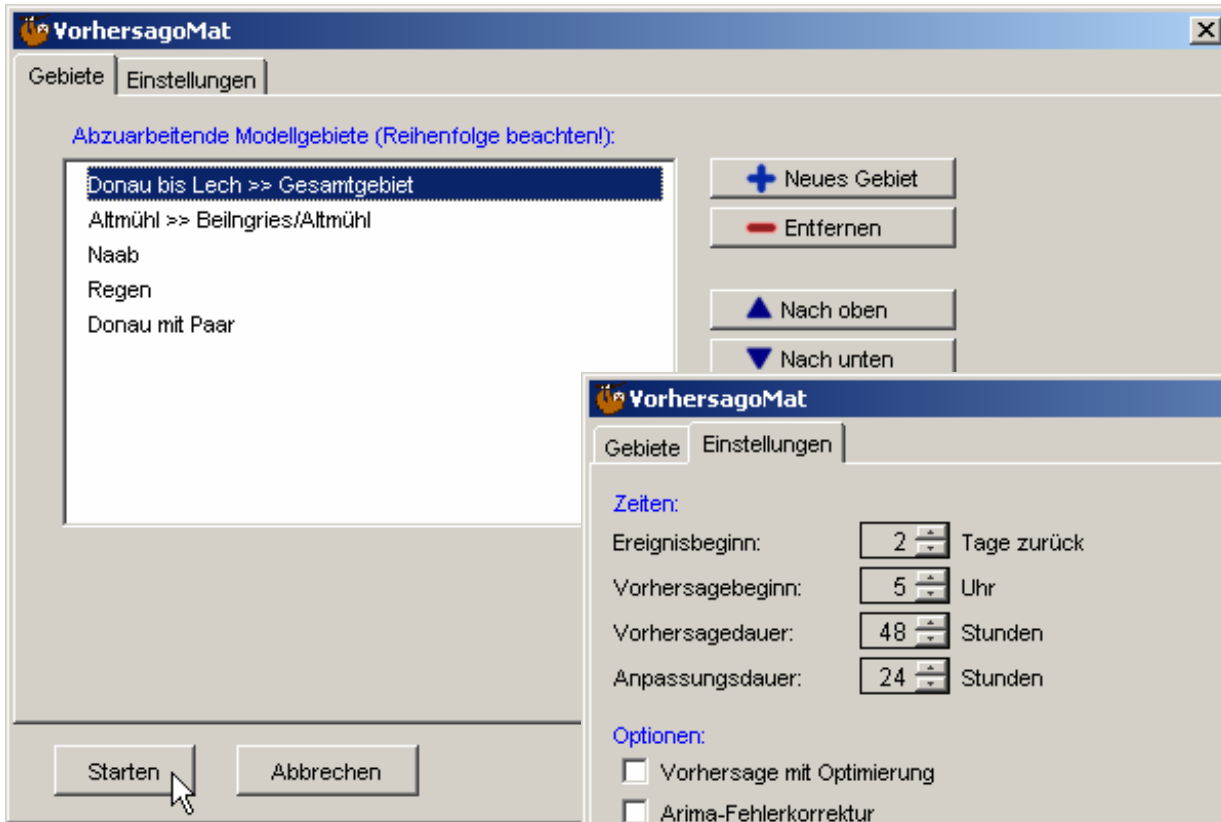 VorhersagoMat
Gebiete Einstellungen
Abzuarbeitende Modellgebiete (Reihenfolge beachten!):
Donau bis Lech >> Gesamtgebiet
Altmühl >> Beilngries/Altmühl
Naab
Regen
Donau mit Paar
Neues Gebiet
Entfernen
Nach oben
Nach unten
Starten Abbrechen
VorhersagoMat
Gebiete Einstellungen
Zeiten:
Ereignisbeginn: 2 Tage zurück
Vorhersagebeginn: 5 Uhr
Vorhersagedauer: 48 Stunden
Anpassungsdauer: 24 Stunden
Optionen:
Vorhersage mit Optimierung
Arima-Fehlerkorrektur